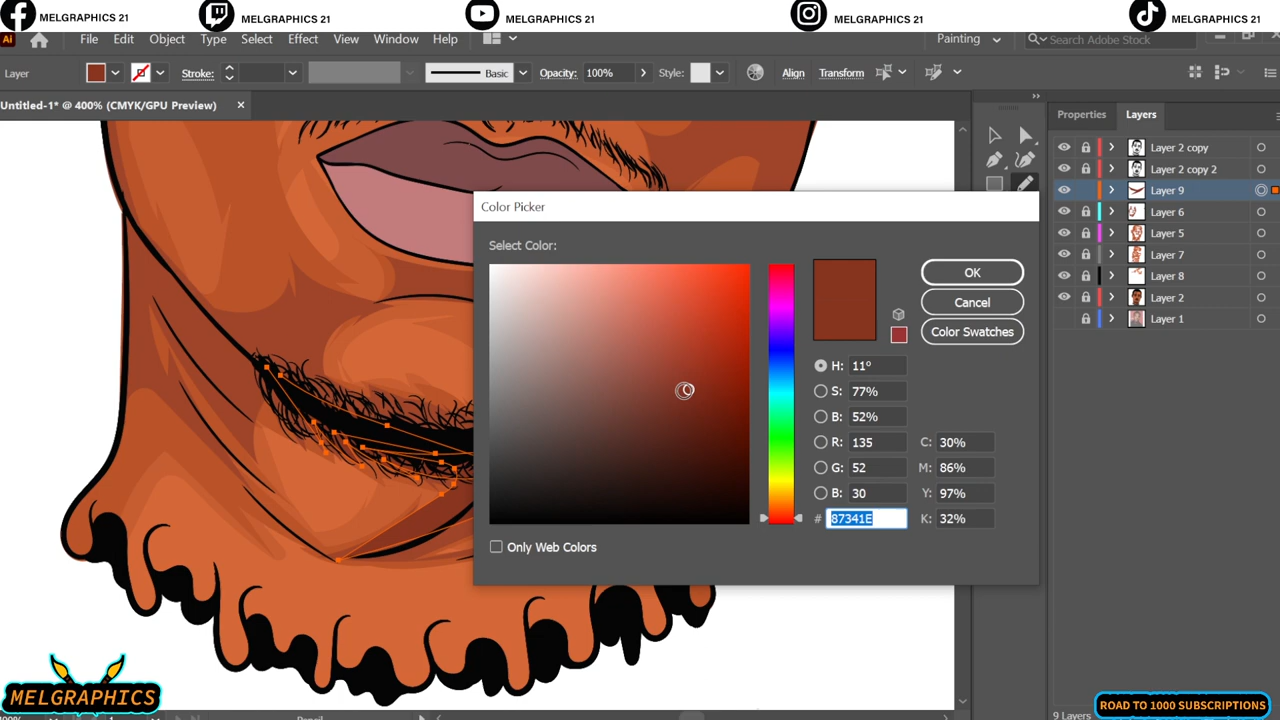 MELGRAPHICS 21 MELGRAPHICS 21 MELGRAPHICS 21 MELGRAPHICS 21 MELGRAPHICS 21
Ai File Edit Object Type Select Effect View Window Help Painting Search Adobe Stock
Layer Stroke: Basic Opacity: 100% Style: Align Transform
Untitled-1* @ 400% (CMYK/GPU Preview)
Properties Layers
Layer 2 copy
Layer 2 copy 2
Layer 9
Layer 6
Layer 5
Layer 7
Layer 8
Layer 2
Layer 1
Color Picker
Select Color:
OK
Cancel
Color Swatches
H: 11°
S: 77%
B: 52%
R: 135 C: 30%
G: 52 M: 86%
B: 30 Y: 97%
# 87341E K: 32%
Only Web Colors
MELGRAPHICS
ROAD TO 1000 SUBSCRIPTIONS
9 Layers